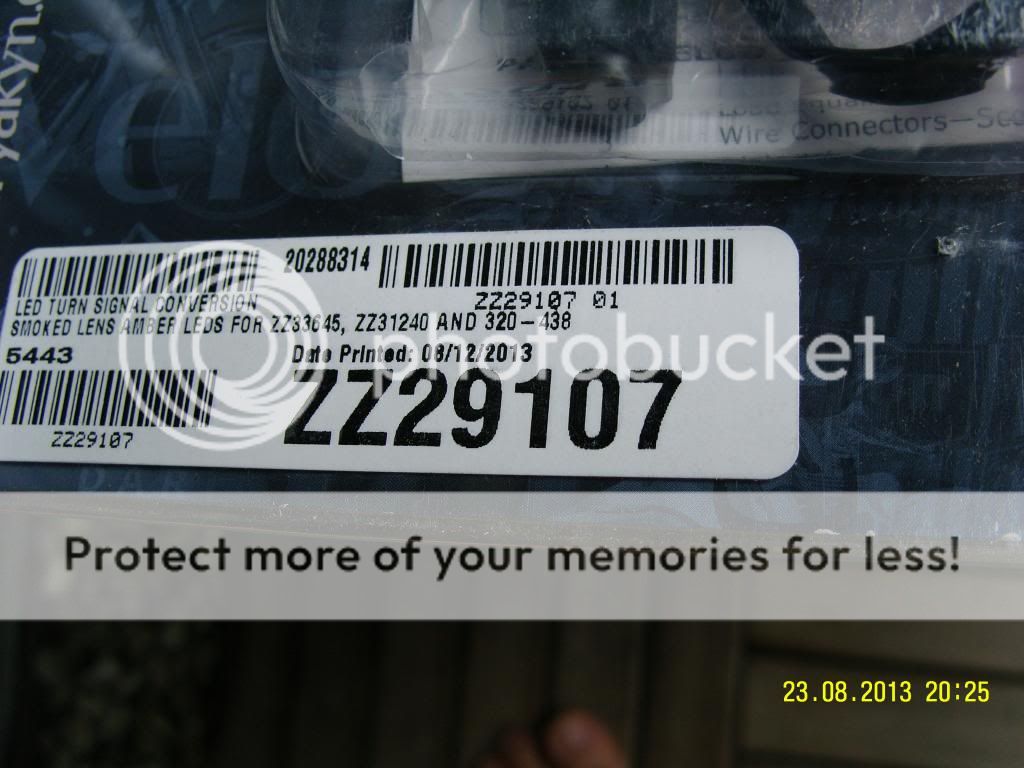 yakyn.
Wire Connectors—Sco
20288314
ZZ29107 01
LED TURN SIGNAL CONVERSION
SMOKED LENS AMBER LEDS FOR ZZ33645, ZZ31240 AND 320-438
5443
Date Printed: 08/12/2013
ZZ29107
ZZ29107
photobucket
Protect more of your memories for less!
23.08.2013 20:25